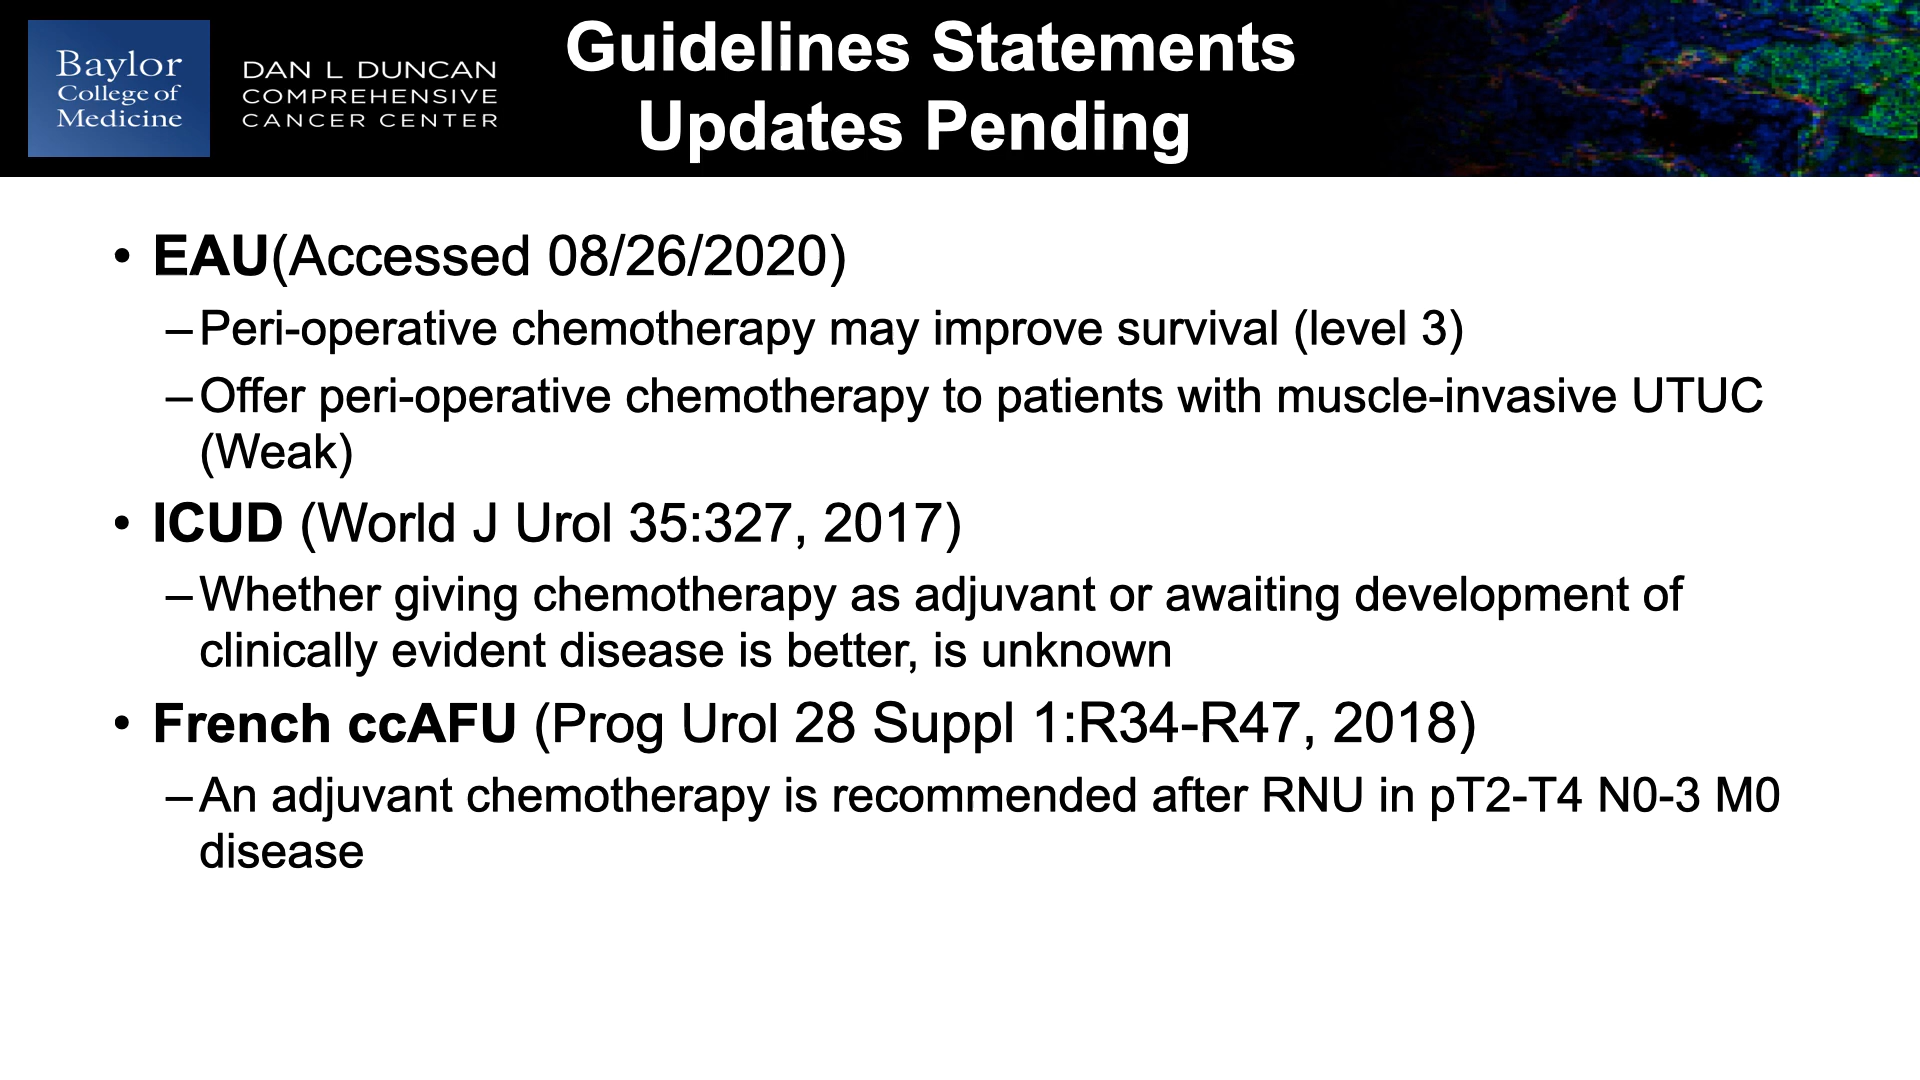 Baylor
College of
Medicine
DAN L DUNCAN
COMPREHENSIVE
CANCER CENTER
Guidelines Statements
Updates Pending
• EAU(Accessed 08/26/2020)
–Peri-operative chemotherapy may improve survival (level 3)
–Offer peri-operative chemotherapy to patients with muscle-invasive UTUC
(Weak)
• ICUD (World J Urol 35:327, 2017)
–Whether giving chemotherapy as adjuvant or awaiting development of
clinically evident disease is better, is unknown
• French ccAFU (Prog Urol 28 Suppl 1:R34-R47, 2018)
–An adjuvant chemotherapy is recommended after RNU in pT2-T4 N0-3 M0
disease